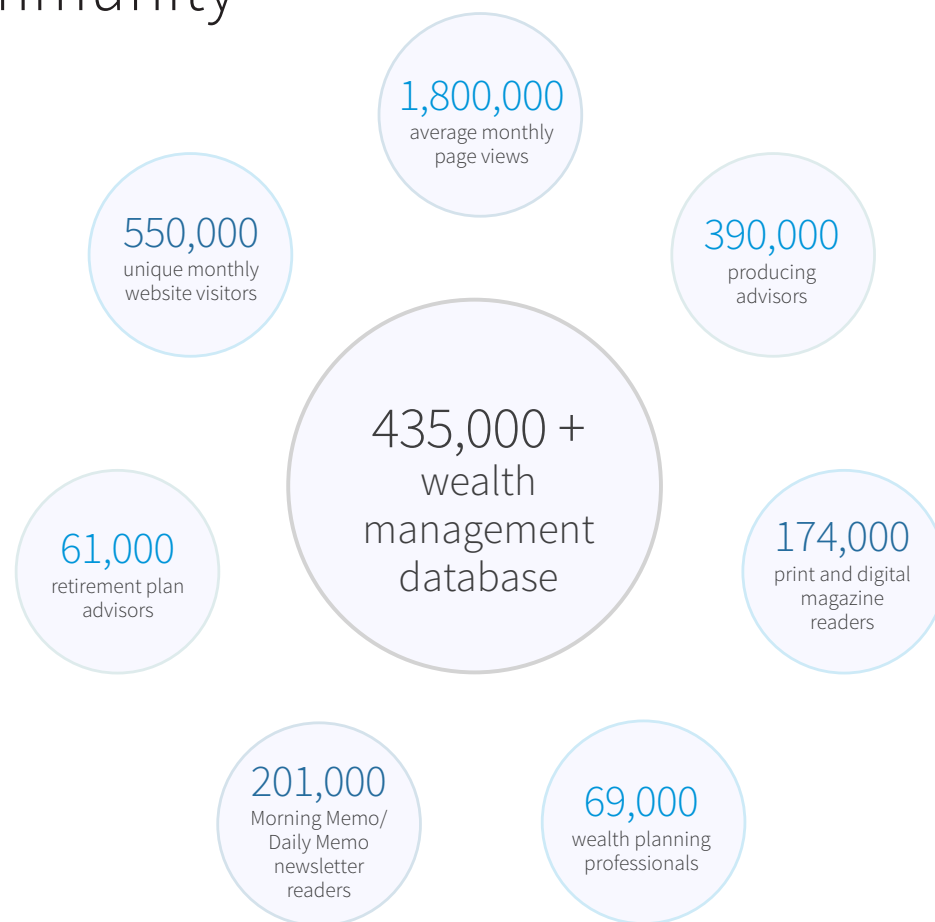 1,800,000
average monthly
page views
550,000
unique monthly
website visitors
390,000
producing
advisors
435,000 +
wealth
management
database
61,000
retirement plan
advisors
174,000
print and digital
magazine
readers
201,000
Morning Memo/
Daily Memo
newsletter
readers
69,000
wealth planning
professionals